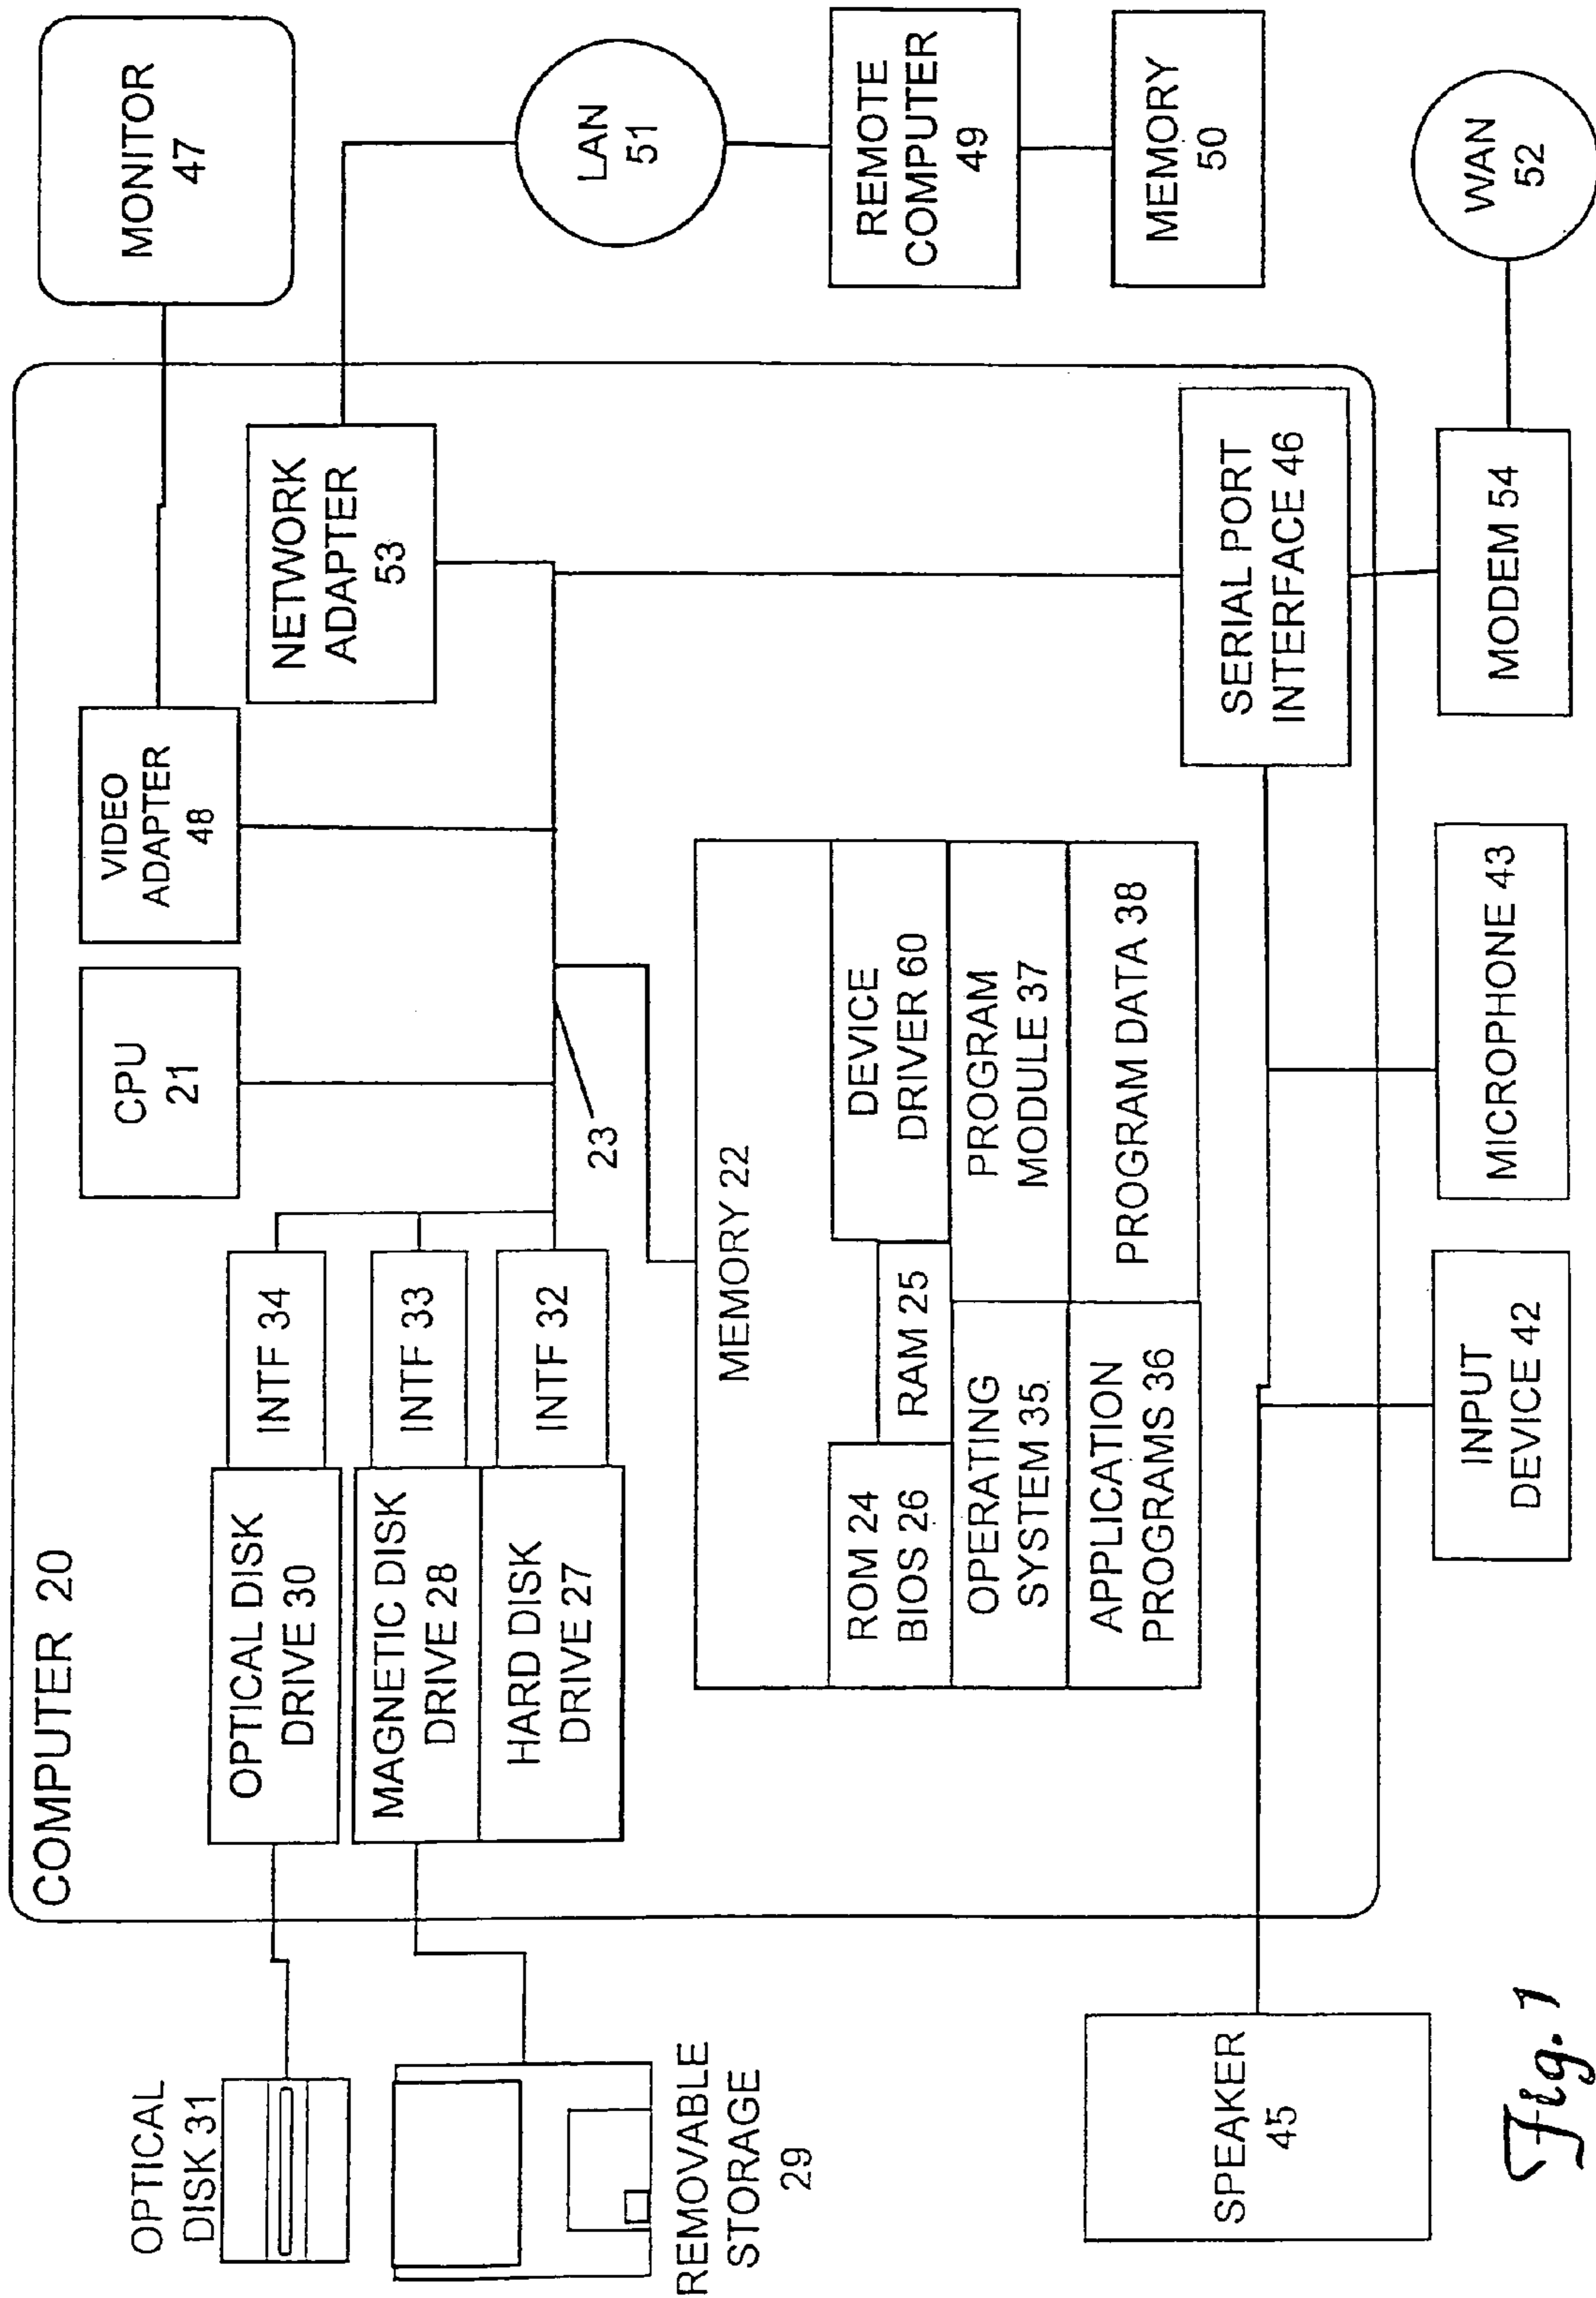 COMPUTER 20
OPTICAL
DISK 31
OPTICAL DISK
DRIVE 30
INTF 34
CPU
21
VIDEO
ADAPTER
48
MONITOR
47
REMOVABLE
STORAGE
29
MAGNETIC DISK
DRIVE 28
INTF 33
HARD DISK
DRIVE 27
INTF 32
23
NETWORK
ADAPTER
53
LAN
51
MEMORY 22
ROM 24
BIOS 26
RAM 25
DEVICE
DRIVER 60
OPERATING
SYSTEM 35
PROGRAM
MODULE 37
APPLICATION
PROGRAMS 36
PROGRAM DATA 38
REMOTE
COMPUTER
49
MEMORY
50
SERIAL PORT
INTERFACE 46
SPEAKER
45
INPUT
DEVICE 42
MICROPHONE 43
MODEM 54
WAN
52
Fig. 1